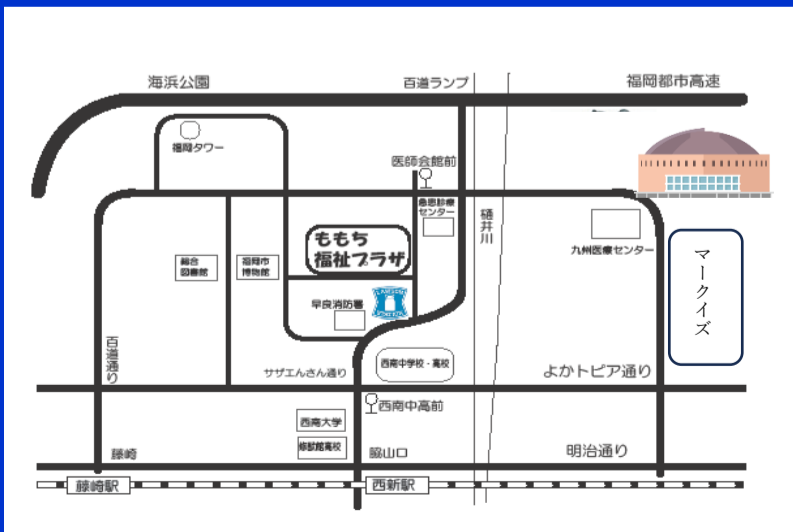 海浜公園
百道ランプ
福岡都市高速
福岡タワー
医師会館前
急患診療
センター
樋井川
九州医療センター
ももち
福祉プラザ
総合
図書館
福岡市
博物館
マークイズ
早良消防署
LAWSON
STATION
百道通り
サザエさん通り
西南中学校・高校
よかトピア通り
西南中高前
西南大学
修猷館高校
藤崎
脇山口
明治通り
藤崎駅
西新駅